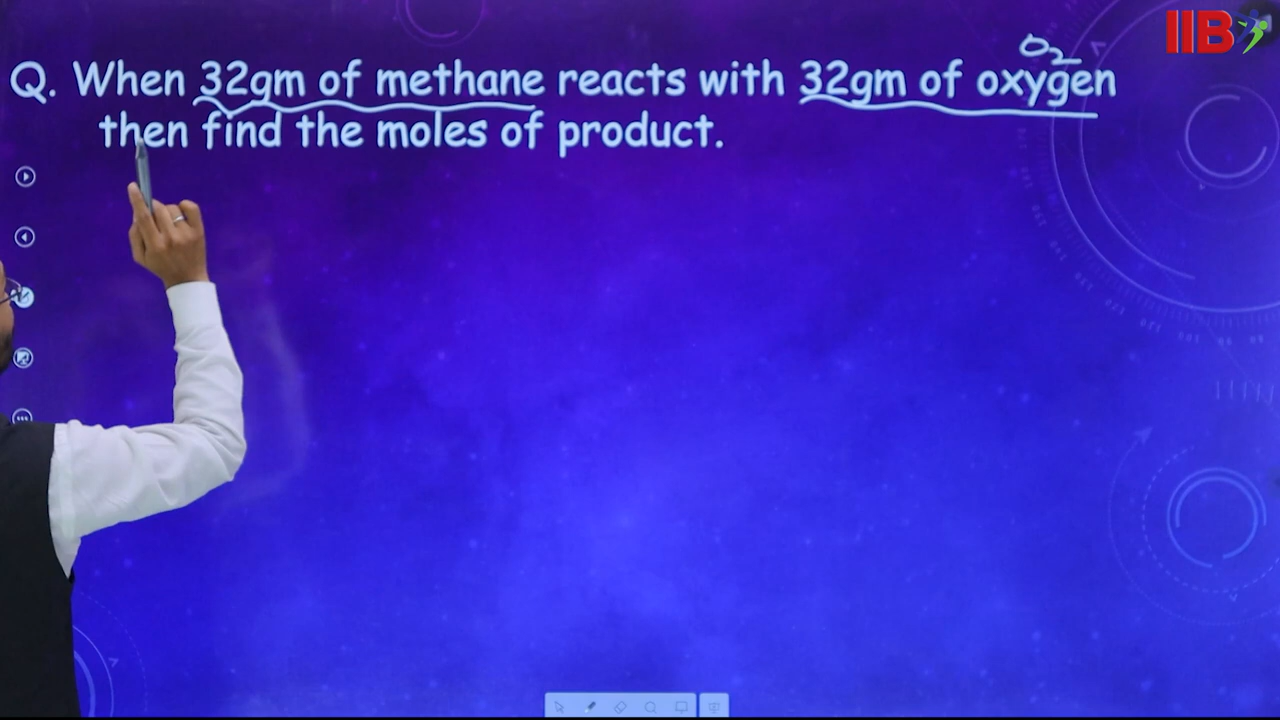 IIB
O2
Q. When 32gm of methane reacts with 32gm of oxygen
then find the moles of product.